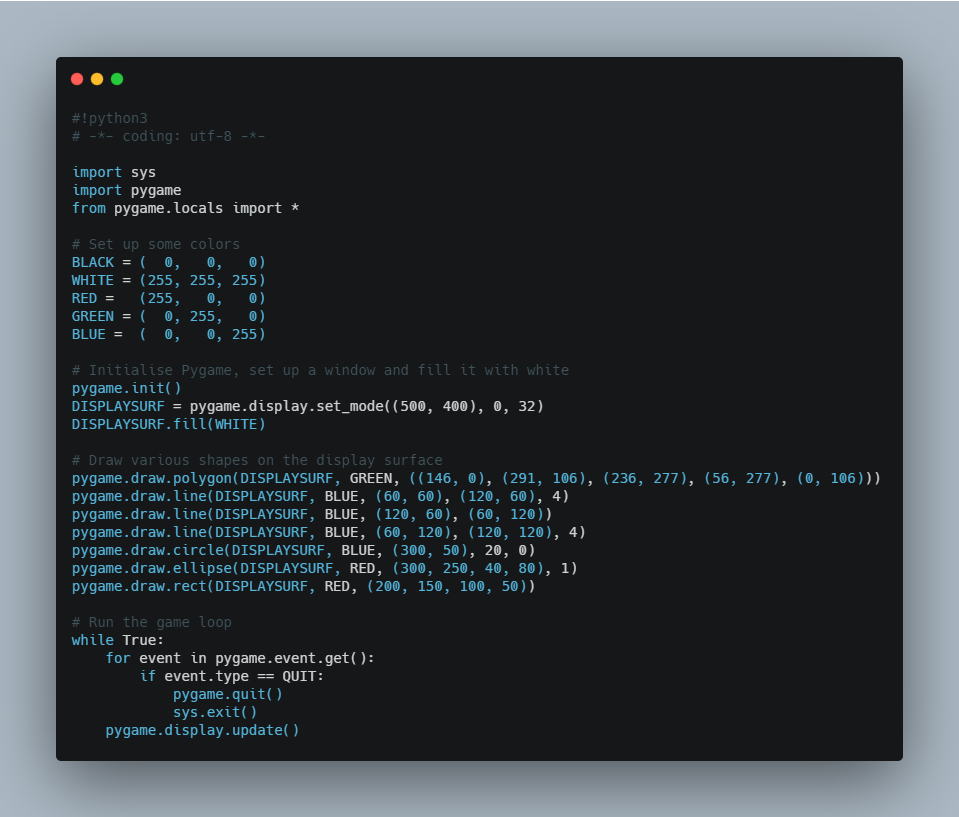 #!python3
# -*- coding: utf-8 -*-

import sys
import pygame
from pygame.locals import *

# Set up some colors
BLACK = (  0,   0,   0)
WHITE = (255, 255, 255)
RED =   (255,   0,   0)
GREEN = (  0, 255,   0)
BLUE =  (  0,   0, 255)

# Initialise Pygame, set up a window and fill it with white
pygame.init()
DISPLAYSURF = pygame.display.set_mode((500, 400), 0, 32)
DISPLAYSURF.fill(WHITE)

# Draw various shapes on the display surface
pygame.draw.polygon(DISPLAYSURF, GREEN, ((146, 0), (291, 106), (236, 277), (56, 277), (0, 106)))
pygame.draw.line(DISPLAYSURF, BLUE, (60, 60), (120, 60), 4)
pygame.draw.line(DISPLAYSURF, BLUE, (120, 60), (60, 120))
pygame.draw.line(DISPLAYSURF, BLUE, (60, 120), (120, 120), 4)
pygame.draw.circle(DISPLAYSURF, BLUE, (300, 50), 20, 0)
pygame.draw.ellipse(DISPLAYSURF, RED, (300, 250, 40, 80), 1)
pygame.draw.rect(DISPLAYSURF, RED, (200, 150, 100, 50))

# Run the game loop
while True:
    for event in pygame.event.get():
        if event.type == QUIT:
            pygame.quit()
            sys.exit()
    pygame.display.update()